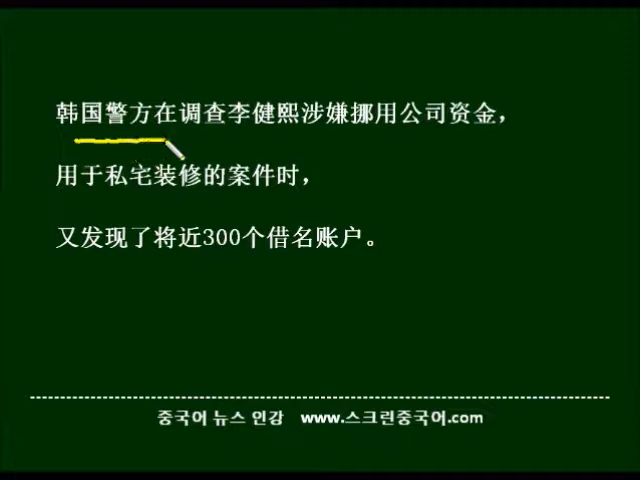 韩国警方在调查李健熙涉嫌挪用公司资金，
用于私宅装修的案件时，
又发现了将近300个借名账户。
중국어 뉴스 인강 www.스크린중국어.com